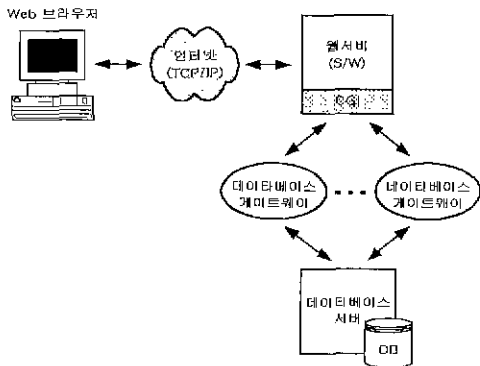 Web 브라우저
인터넷
(TCP/IP)
웹서버
(S/W)
데이타베이스
게이트웨이
데이타베이스
게이트웨이
데이터베이스
서버
DB